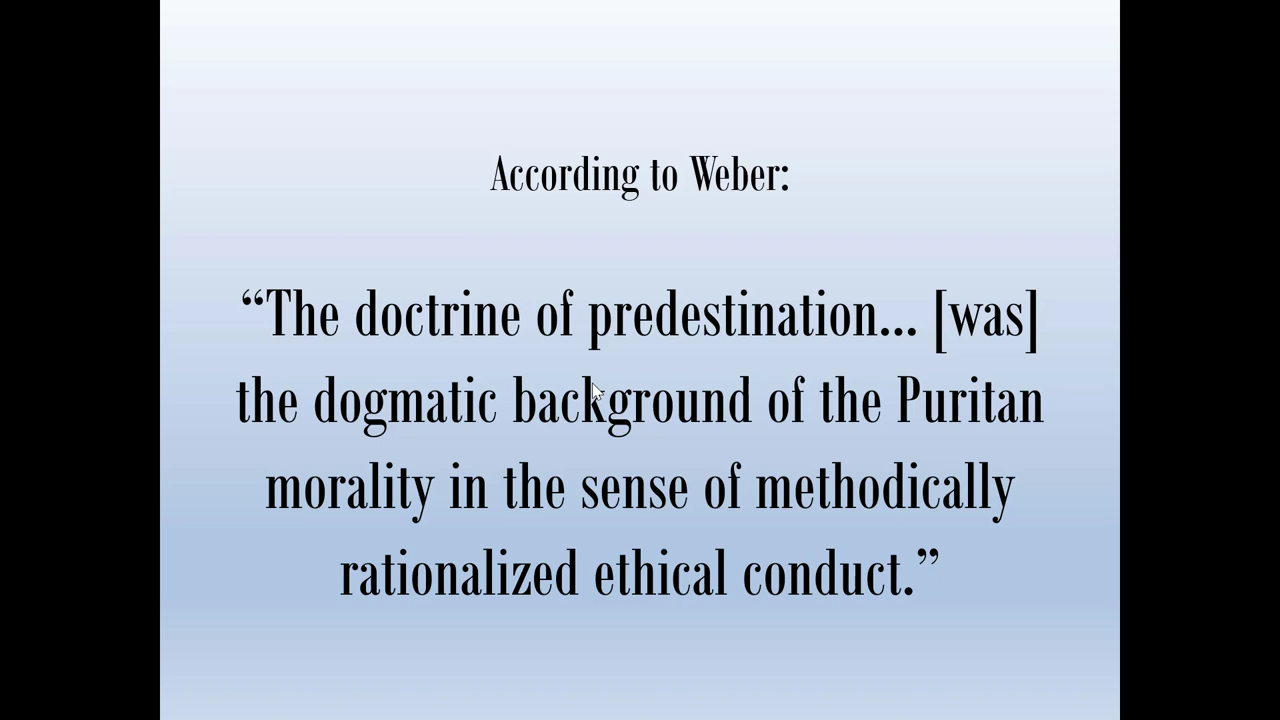 According to Weber:
“The doctrine of predestination... [was]
the dogmatic background of the Puritan
morality in the sense of methodically
rationalized ethical conduct.”